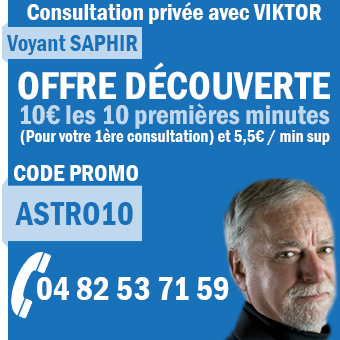 Consultation privée avec VIKTOR
Voyant SAPHIR
OFFRE DÉCOUVERTE
10€ les 10 premières minutes
(Pour votre 1ère consultation) et 5,5€ / min sup
CODE PROMO
ASTRO10
04 82 53 71 59